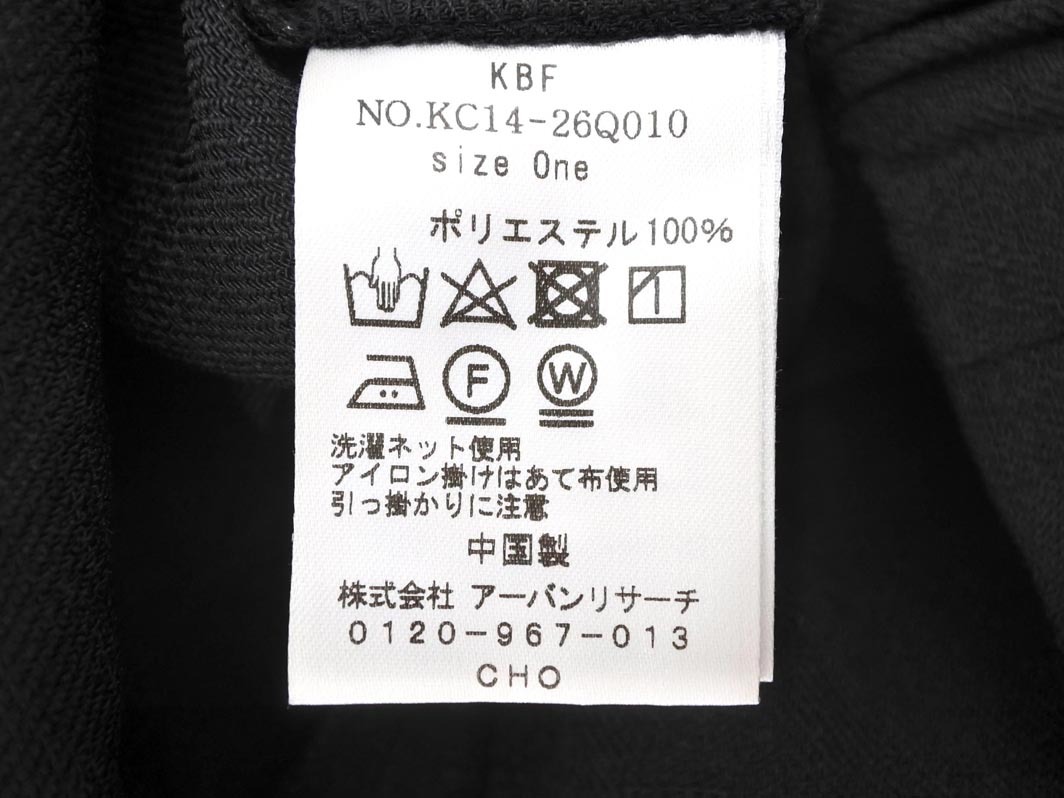 KBF
NO.KC14-26Q010
size One
ポリエステル100%
F W
洗濯ネット使用
アイロン掛けはあて布使用
引っ掛かりに注意
中国製
株式会社 アーバンリサーチ
0120-967-013
CHO